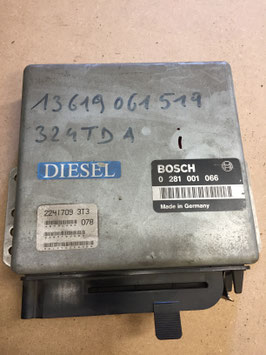 13619061519
324TDA
DIESEL
BOSCH
0 281 001 066
Made in Germany
2241709 3T3
078